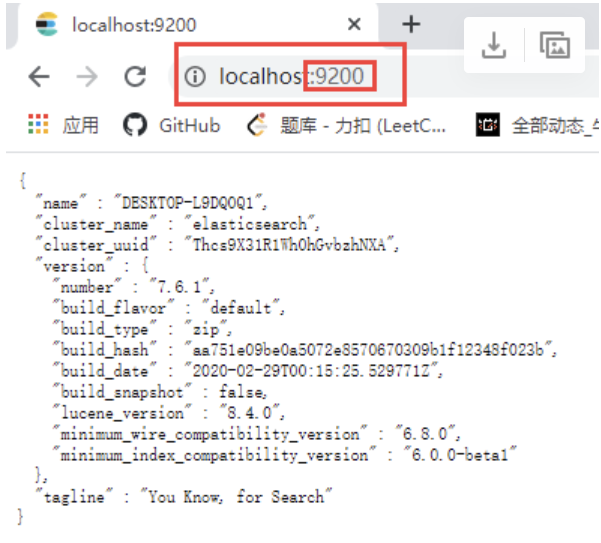 localhost:9200
localhost:9200
应用 GitHub 题库 - 力扣 (LeetC... 全部动态_
{
"name" : "DESKTOP-L9DQ0Q1",
"cluster_name" : "elasticsearch",
"cluster_uuid" : "Thcs9X31R1WhOhGvbzhNXA",
"version" : {
"number" : "7.6.1",
"build_flavor" : "default",
"build_type" : "zip",
"build_hash" : "aa751e09be0a5072e8570670309b1f12348f023b",
"build_date" : "2020-02-29T00:15:25.529771Z",
"build_snapshot" : false,
"lucene_version" : "8.4.0",
"minimum_wire_compatibility_version" : "6.8.0",
"minimum_index_compatibility_version" : "6.0.0-beta1"
},
"tagline" : "You Know, for Search"
}